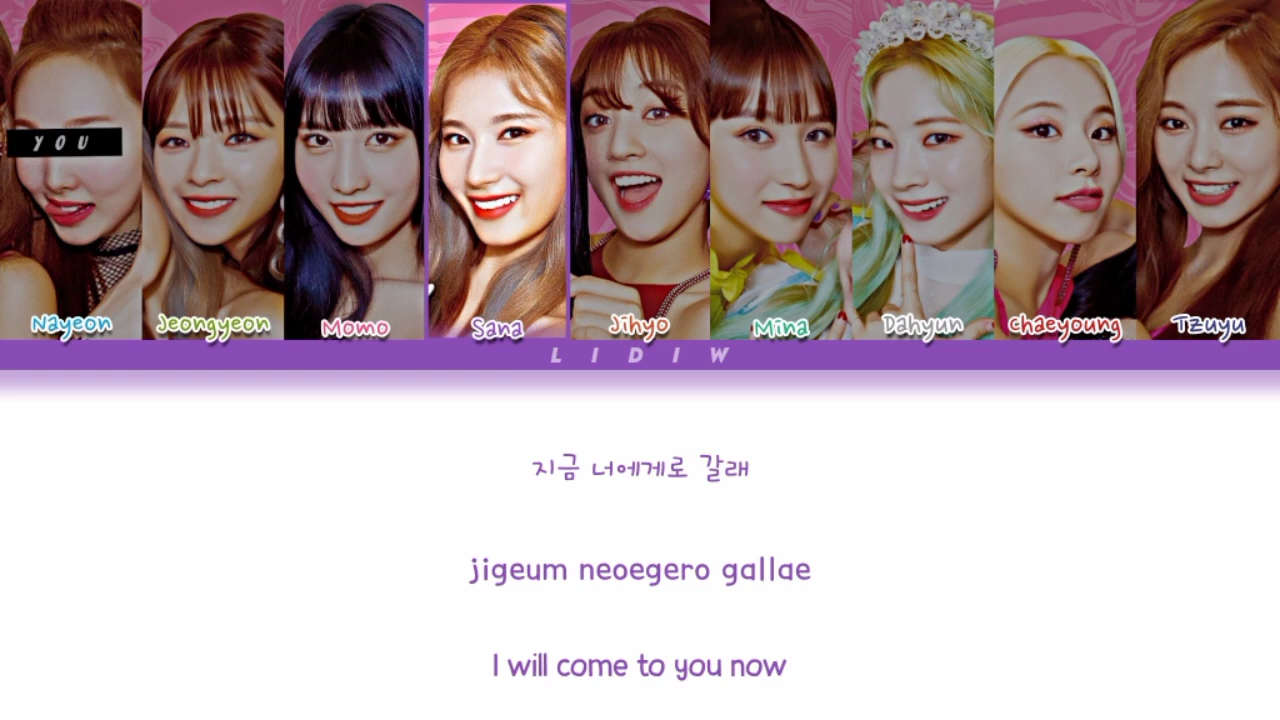 YOU
Nayeon
Jeongyeon
Momo
Sana
Jihyo
Mina
Dahyun
Chaeyoung
Tzuyu
LIDIW
지금 너에게로 갈래
jigeum neoegero gallae
I will come to you now